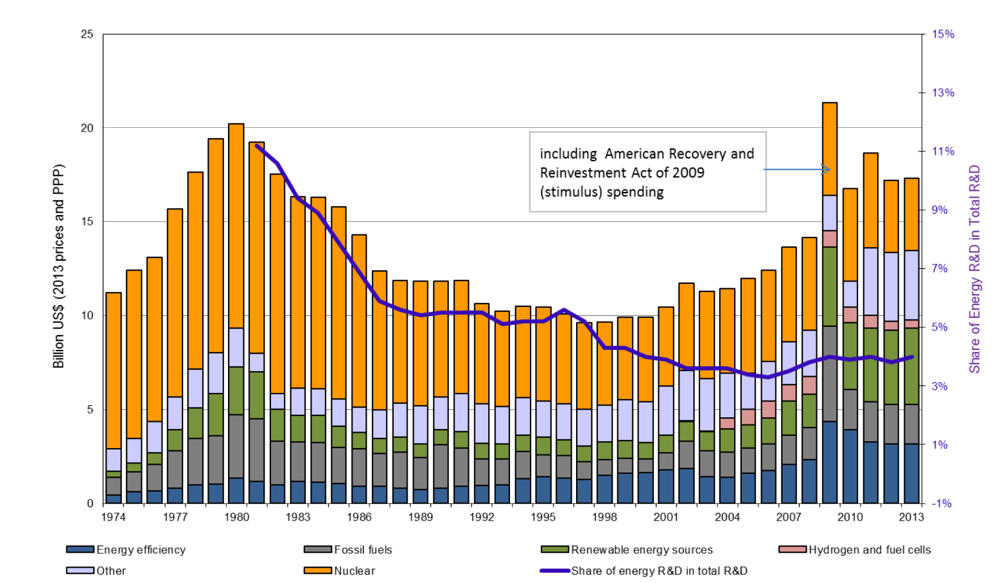 25
20
15
10
5
0
Billion US$ (2013 prices and PPP)
including  American Recovery and
Reinvestment Act of 2009
(stimulus) spending
15%
13%
11%
9%
7%
5%
3%
1%
-1%
Share of Energy R&D in Total R&D
1974 1977 1980 1983 1986 1989 1992 1995 1998 2001 2004 2007 2010 2013
Energy efficiency Fossil fuels Renewable energy sources Hydrogen and fuel cells
Other Nuclear Share of energy R&D in total R&D